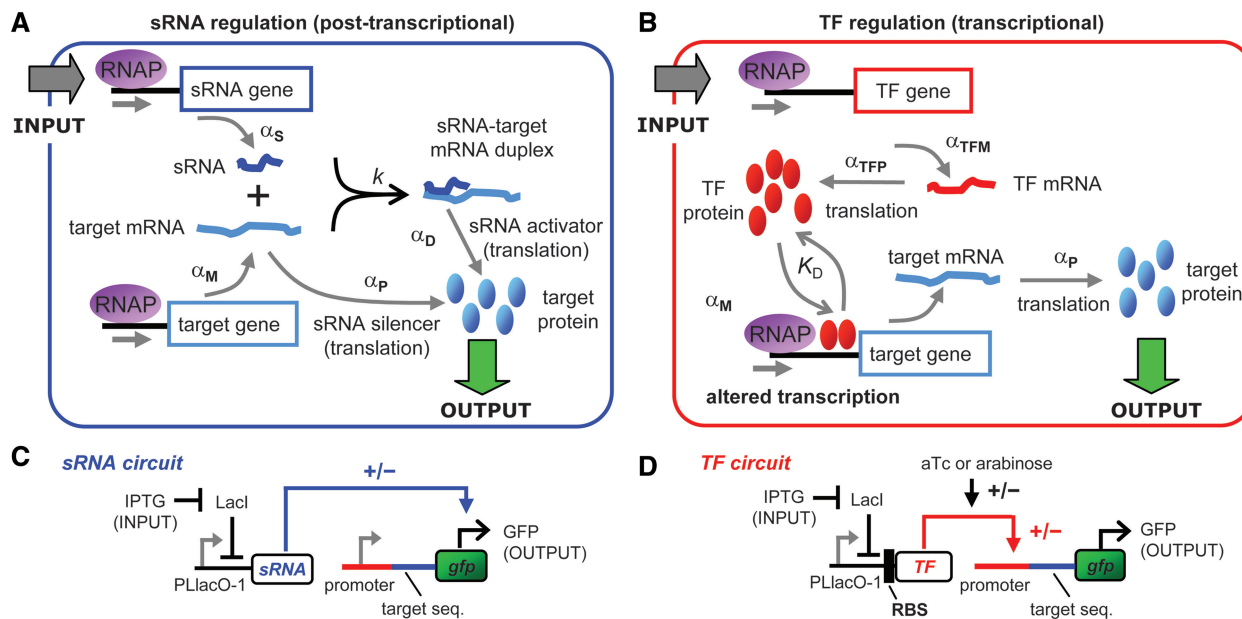 A
sRNA regulation (post-transcriptional)
RNAP
sRNA gene
INPUT
αS
sRNA
+
target mRNA
k
sRNA-target
mRNA duplex
αD
sRNA activator
(translation)
αM
αP
RNAP
target gene
sRNA silencer
(translation)
target
protein
OUTPUT
B
TF regulation (transcriptional)
RNAP
TF gene
INPUT
αTFM
αTFP
TF mRNA
TF
protein
translation
KD
target mRNA
αP
translation
target
protein
αM
RNAP
target gene
altered transcription
OUTPUT
C
sRNA circuit
+/−
IPTG
(INPUT)
LacI
PLlacO-1
sRNA
promoter
target seq.
gfp
GFP
(OUTPUT)
D
TF circuit
aTc or arabinose
+/−
IPTG
(INPUT)
LacI
+/−
PLlacO-1
TF
RBS
promoter
target seq.
gfp
GFP
(OUTPUT)